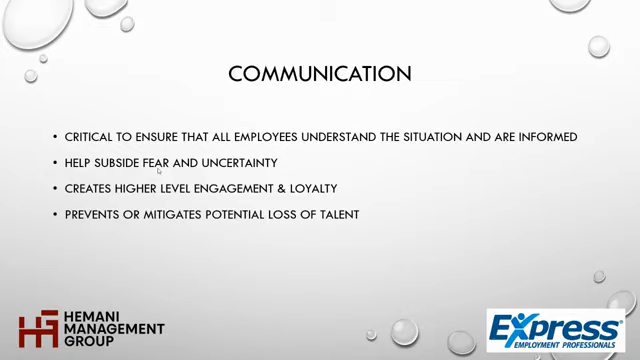 COMMUNICATION
• CRITICAL TO ENSURE THAT ALL EMPLOYEES UNDERSTAND THE SITUATION AND ARE INFORMED
• HELP SUBSIDE FEAR AND UNCERTAINTY
• CREATES HIGHER LEVEL ENGAGEMENT & LOYALTY
• PREVENTS OR MITIGATES POTENTIAL LOSS OF TALENT
HEMANI
MANAGEMENT
GROUP
Express
EMPLOYMENT PROFESSIONALS